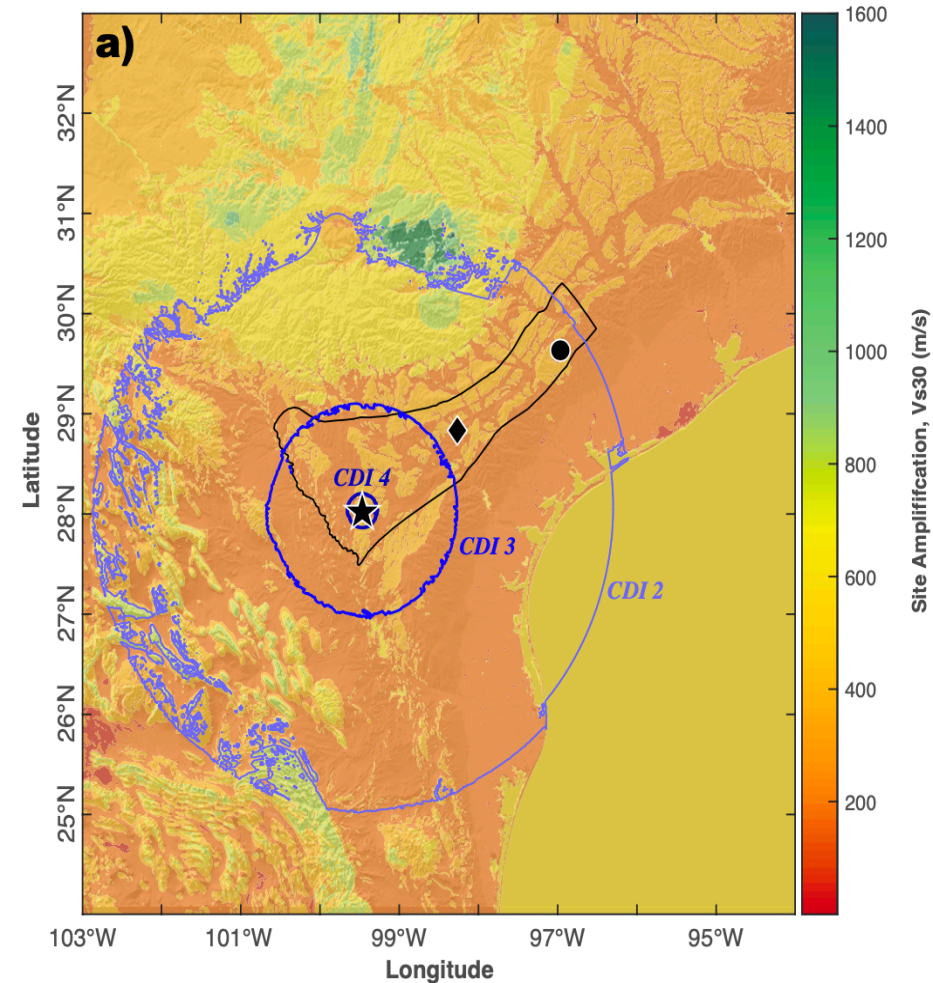 a)
32°N
31°N
30°N
29°N
28°N
27°N
26°N
25°N
Latitude
103°W
101°W
99°W
97°W
95°W
Longitude
CDI 4
CDI 3
CDI 2
1600
1400
1200
1000
800
600
400
200
Site Amplififcation, Vs30 (m/s)